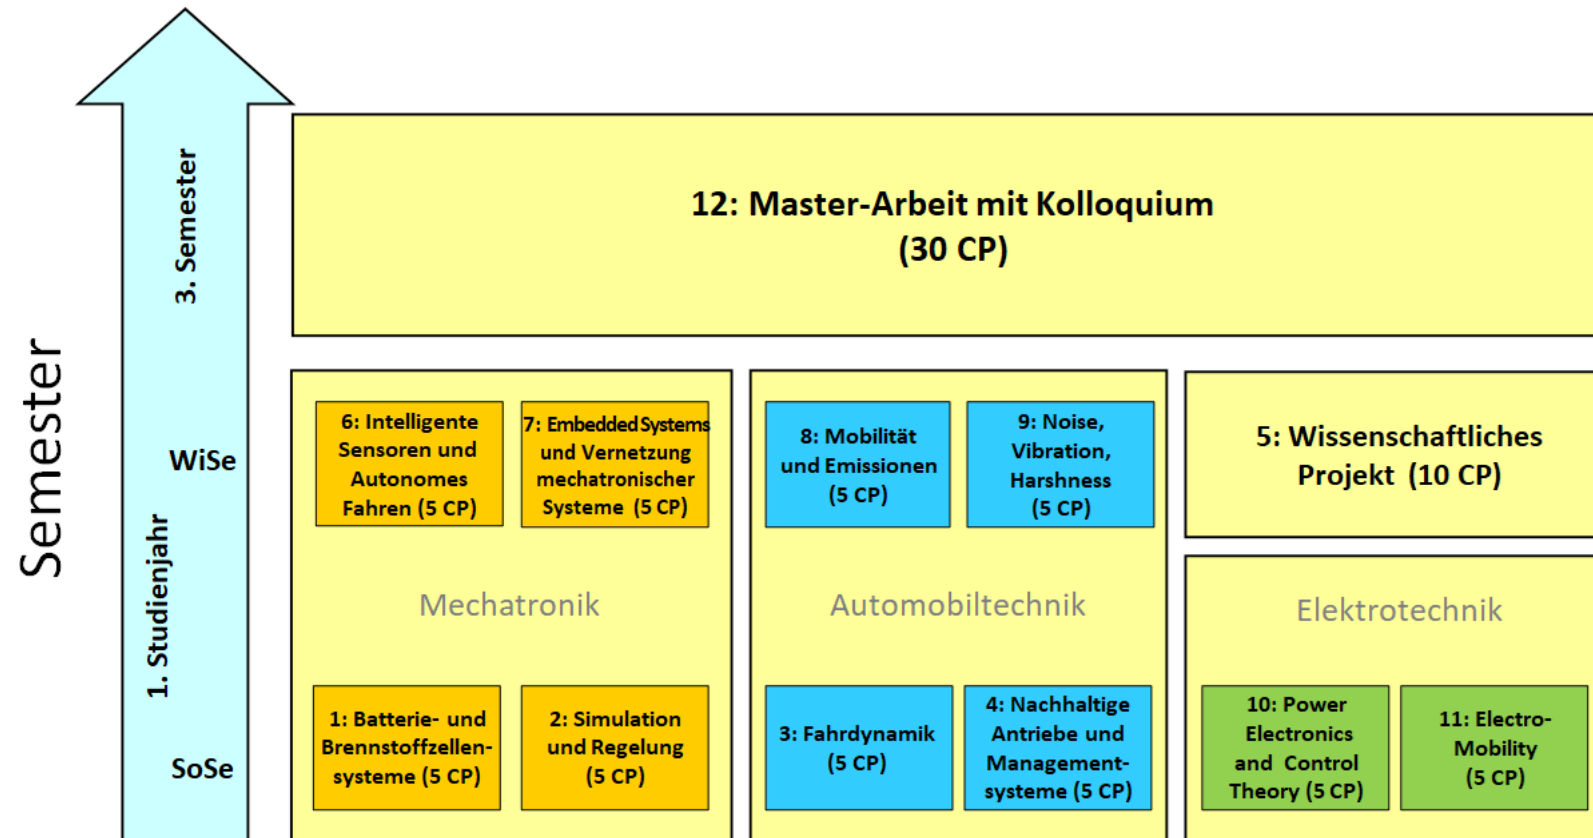 Semester
3. Semester
WiSe
1. Studienjahr
SoSe
12: Master-Arbeit mit Kolloquium
(30 CP)
6: Intelligente
Sensoren und
Autonomes
Fahren (5 CP)
7: Embedded Systems
und Vernetzung
mechatronischer
Systeme (5 CP)
8: Mobilität
und Emissionen
(5 CP)
9: Noise,
Vibration,
Harshness
(5 CP)
5: Wissenschaftliches
Projekt (10 CP)
Mechatronik
Automobiltechnik
Elektrotechnik
1: Batterie- und
Brennstoffzellen-
systeme (5 CP)
2: Simulation
und Regelung
(5 CP)
3: Fahrdynamik
(5 CP)
4: Nachhaltige
Antriebe und
Management-
systeme (5 CP)
10: Power
Electronics
and Control
Theory (5 CP)
11: Electro-
Mobility
(5 CP)